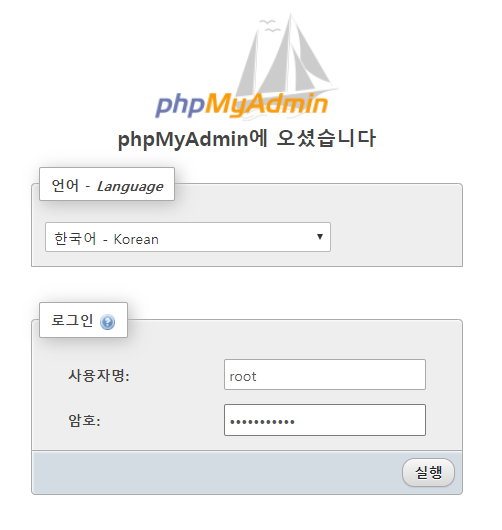 phpMyAdmin
phpMyAdmin에 오셨습니다
언어 - Language
한국어 - Korean
로그인
사용자명: root
암호: •••••••••••
실행